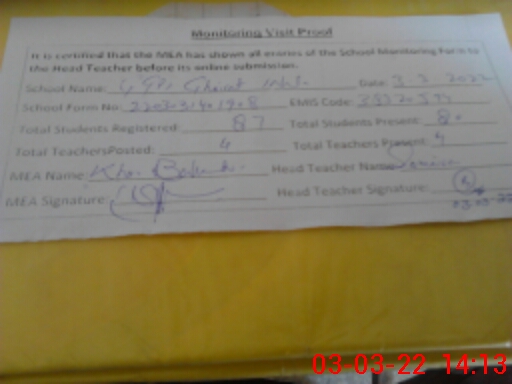 Monitoring Visit Proof
It is certified that the MEA has shown all entries of the School Monitoring Form to
the Head Teacher before its online submission.
School Name: Date: 3 3 2022
School Form No: EMIS Code:
Total Students Registered: 87 Total Students Present: 80
Total TeachersPosted: 4 Total Teachers Present: 4
MEA Name: Head Teacher Name:
MEA Signature: Head Teacher Signature:
03-03-22
03-03-22 14:13